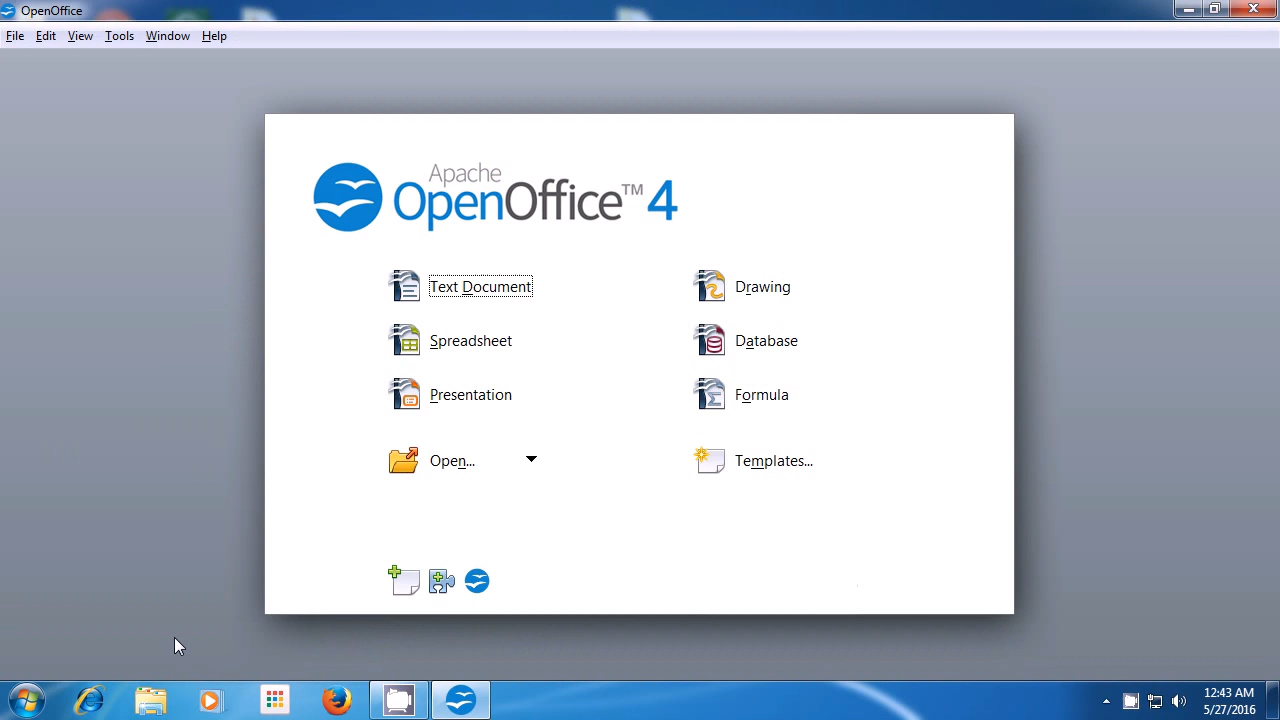 OpenOffice
File Edit View Tools Window Help
Apache
OpenOffice™ 4
Text Document
Drawing
Spreadsheet
Database
Presentation
Formula
Open...
Templates...
12:43 AM
5/27/2016